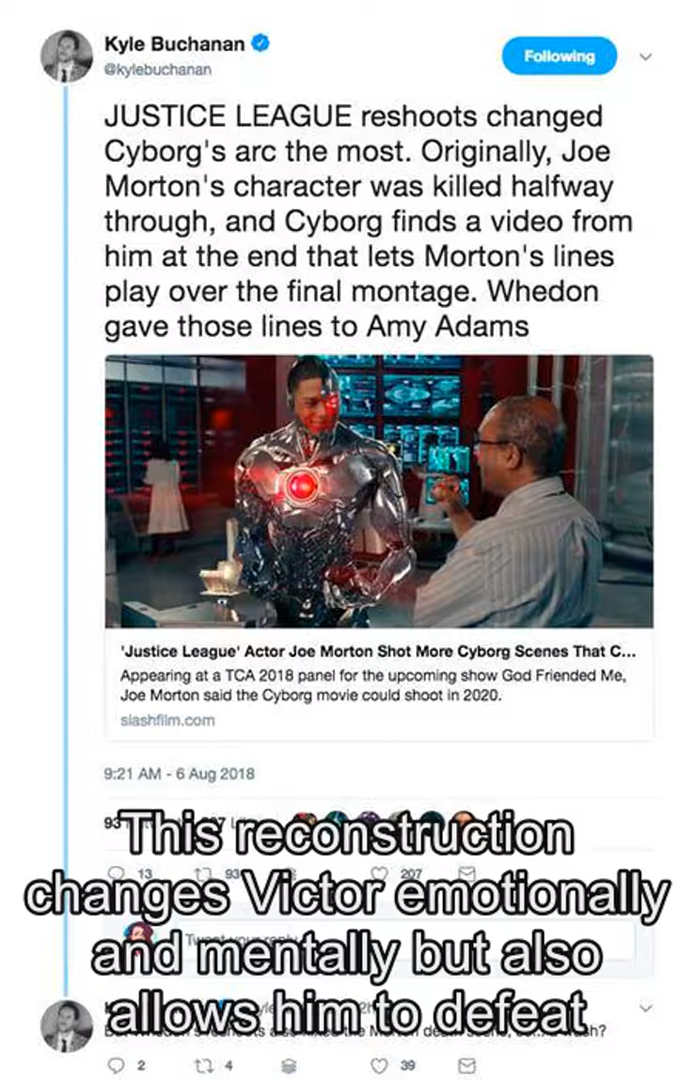 Kyle Buchanan
@kylebuchanan
Following
JUSTICE LEAGUE reshoots changed
Cyborg's arc the most. Originally, Joe
Morton's character was killed halfway
through, and Cyborg finds a video from
him at the end that lets Morton's lines
play over the final montage. Whedon
gave those lines to Amy Adams
'Justice League' Actor Joe Morton Shot More Cyborg Scenes That C...
Appearing at a TCA 2018 panel for the upcoming show God Friended Me,
Joe Morton said the Cyborg movie could shoot in 2020.
slashfilm.com
9:21 AM - 6 Aug 2018
93
This reconstruction
13 93 207
changes Victor emotionally
and mentally but also
allows him to defeat
2 4 39